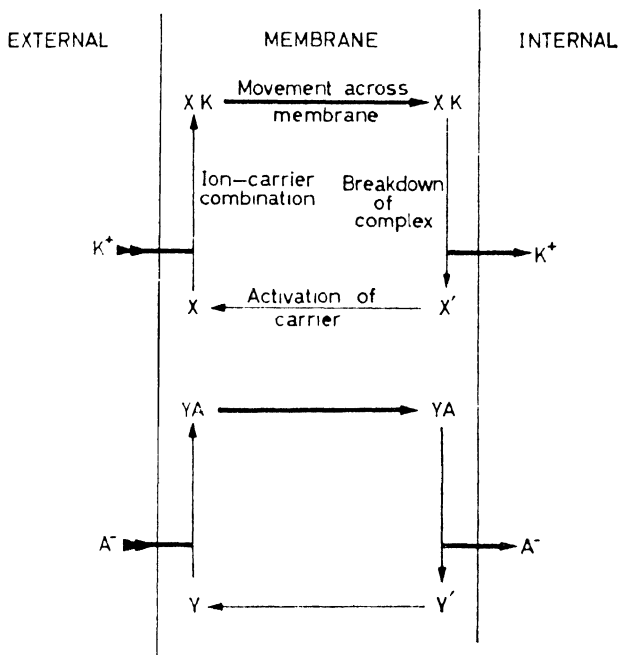 EXTERNAL MEMBRANE INTERNAL
Movement across
XK XK
membrane
Ion–carrier
combination
Breakdown
of
complex
K+ K+
Activation of
X X′
carrier
YA YA
A- A-
Y Y′